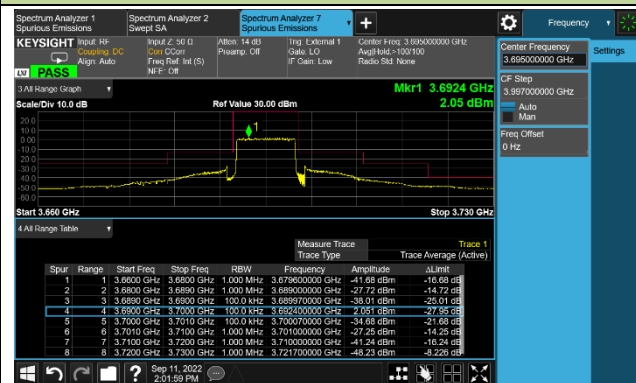 Spectrum Analyzer 1 Spectrum Analyzer 2 Spectrum Analyzer 7 + Frequency
Spurious Emissions Swept SA Spurious Emissions
KEYSIGHT Input: RF Input Z: 50 Ω Atten: 14 dB Trig: External 1 Center Freq: 3.695000000 GHz
Coupling: DC Corr CCorr Preamp: Off Gate: LO Avg|Hold:>100/100
Align: Auto Freq Ref: Int (S) IF Gain: Low Radio Std: None
LXI PASS NFE: Off
Center Frequency Settings
3.695000000 GHz
CF Step
3.997000000 GHz
Auto
Man
Freq Offset
0 Hz
3 All Range Graph Mkr1 3.6924 GHz
Scale/Div 10.0 dB Ref Value 30.00 dBm 2.05 dBm
20.0
10.0
0.00
-10.0
-20.0
-30.0
-40.0
-50.0
-60.0
1
Start 3.660 GHz Stop 3.730 GHz
4 All Range Table
Measure Trace Trace 1
Trace Type Trace Average (Active)
Spur Range Start Freq Stop Freq RBW Frequency Amplitude ΔLimit
1 1 3.6600 GHz 3.6800 GHz 1.000 MHz 3.679600000 GHz -41.68 dBm -16.68 dB
2 2 3.6800 GHz 3.6890 GHz 1.000 MHz 3.689000000 GHz -27.72 dBm -14.72 dB
3 3 3.6890 GHz 3.6900 GHz 100.0 kHz 3.689970000 GHz -38.01 dBm -25.01 dB
4 4 3.6900 GHz 3.7000 GHz 100.0 kHz 3.692400000 GHz 2.051 dBm -27.95 dB
5 5 3.7000 GHz 3.7010 GHz 100.0 kHz 3.700070000 GHz -34.68 dBm -21.68 dB
6 6 3.7010 GHz 3.7100 GHz 1.000 MHz 3.701000000 GHz -27.25 dBm -14.25 dB
7 7 3.7100 GHz 3.7200 GHz 1.000 MHz 3.710000000 GHz -41.24 dBm -16.24 dB
8 8 3.7200 GHz 3.7300 GHz 1.000 MHz 3.721700000 GHz -48.23 dBm -8.226 dB
? Sep 11, 2022
2:01:59 PM